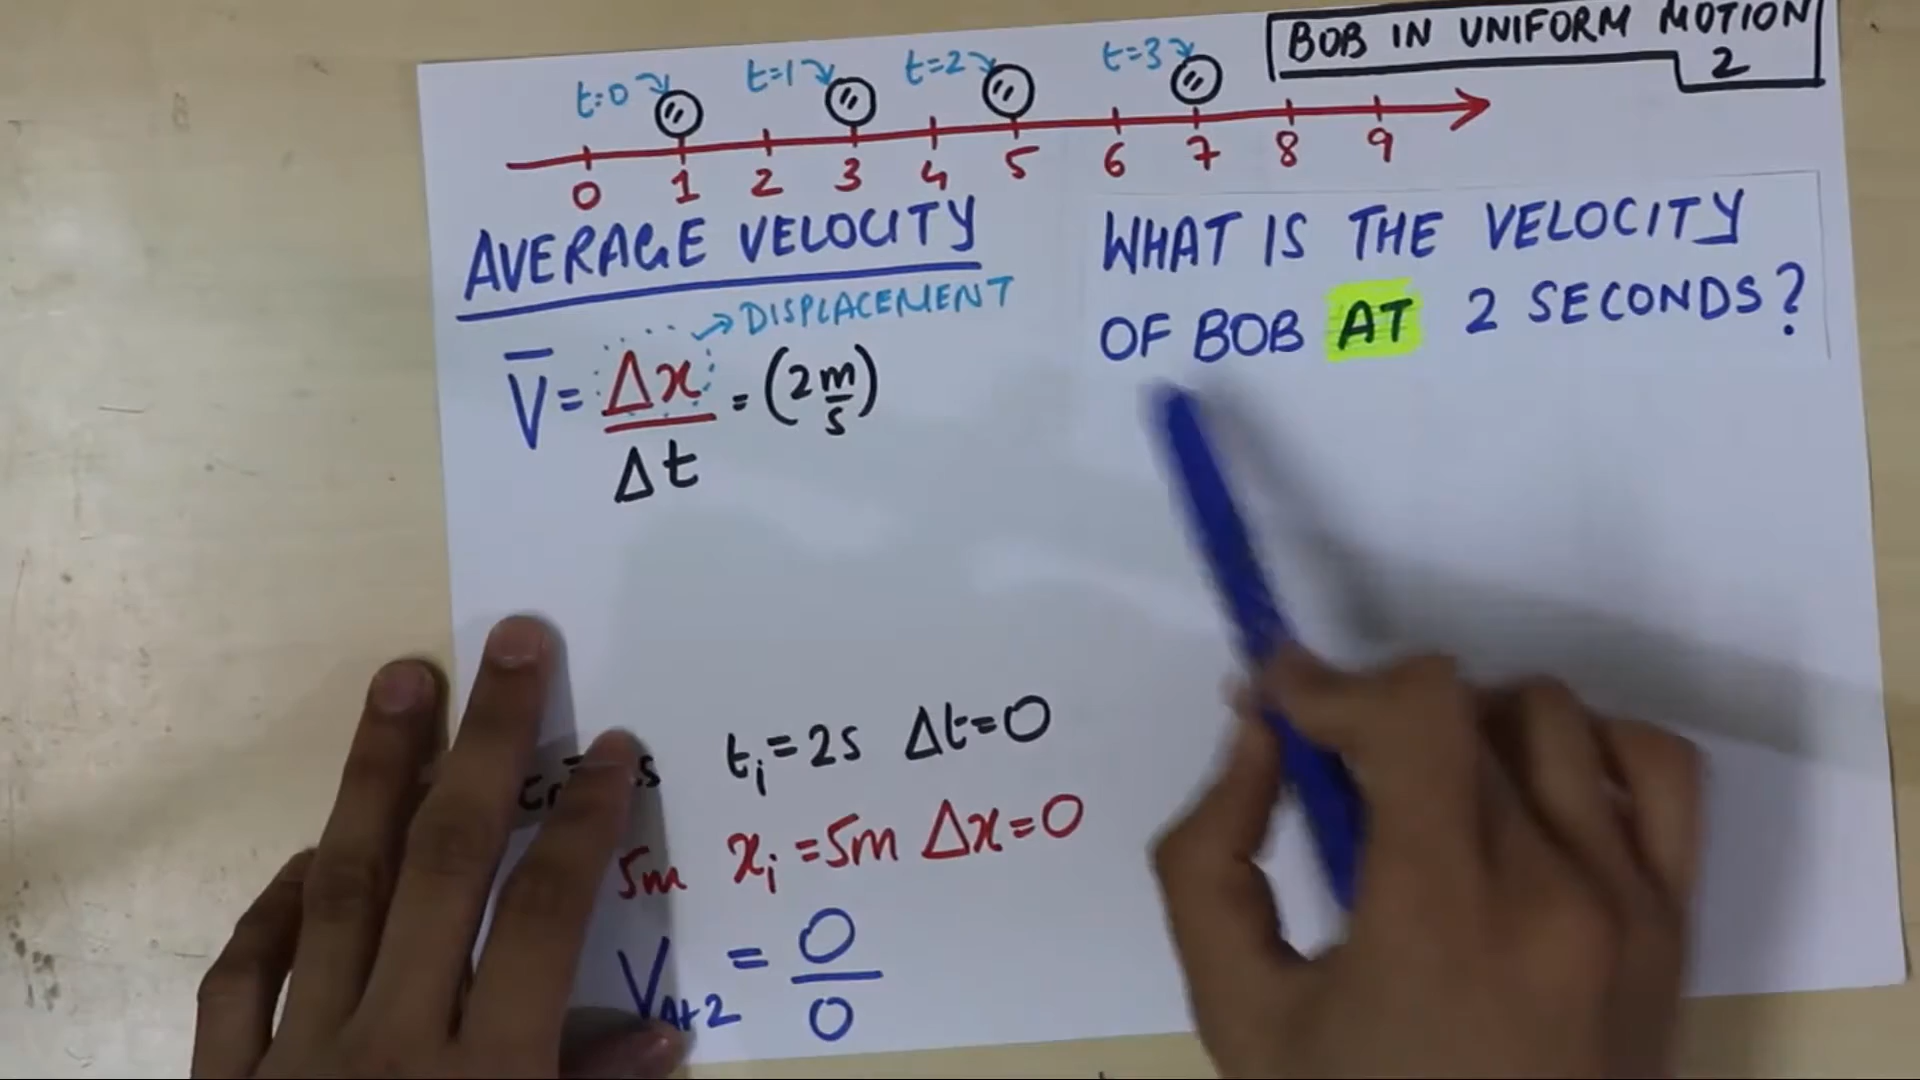 BOB IN UNIFORM MOTION
2
t=0 t=1 t=2 t=3
0 1 2 3 4 5 6 7 8 9
AVERAGE VELOCITY
DISPLACEMENT
V̅ = Δx / Δt = (2 m/s)
WHAT IS THE VELOCITY
OF BOB AT 2 SECONDS?
tᵢ = 2s Δt=0
5m xᵢ = 5m Δx=0
V At 2 = 0/0